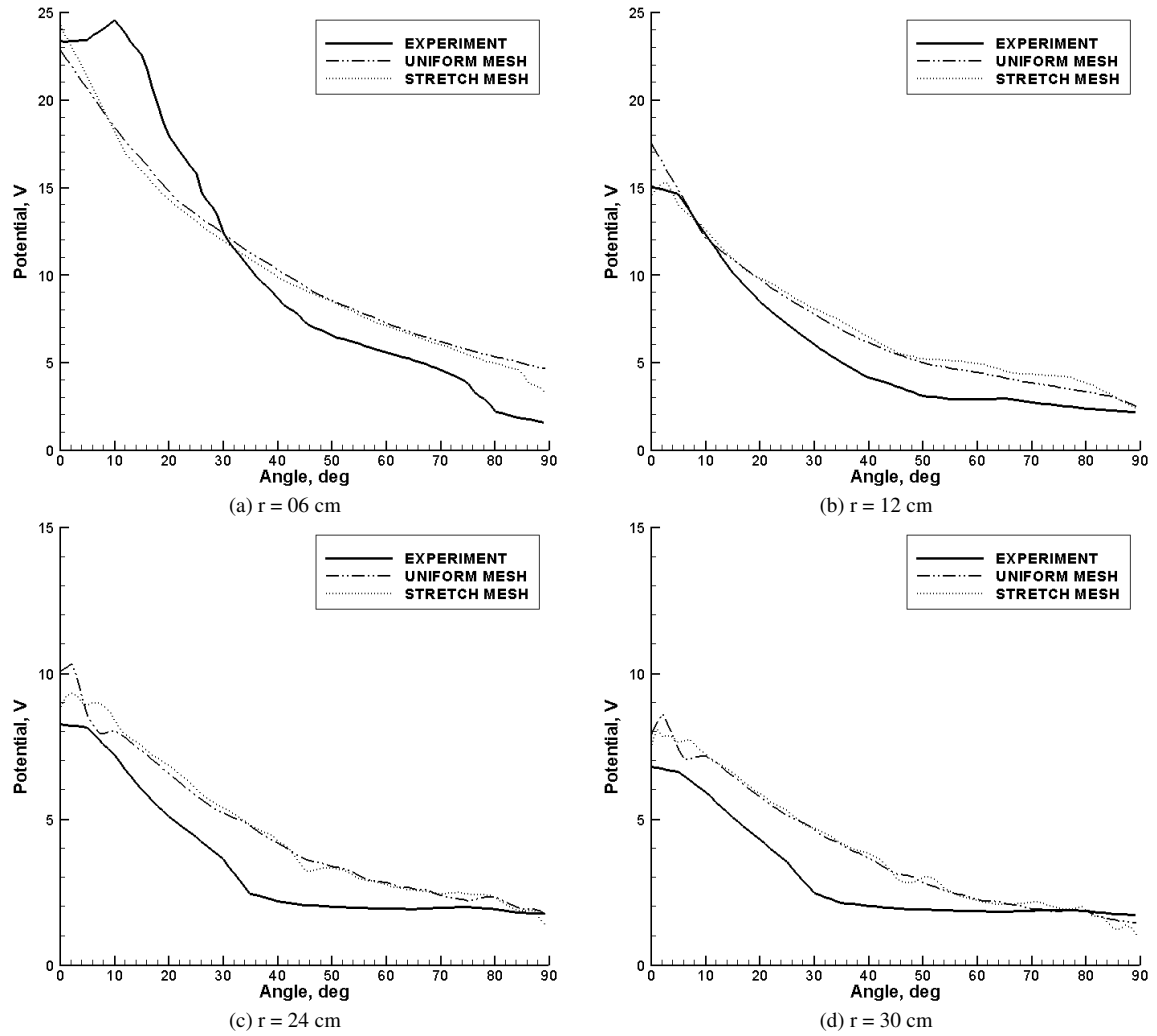 25
20
15
10
5
0
Potential, V
EXPERIMENT
UNIFORM MESH
STRETCH MESH
0 10 20 30 40 50 60 70 80 90
Angle, deg
(a) r = 06 cm
25
20
15
10
5
0
Potential, V
EXPERIMENT
UNIFORM MESH
STRETCH MESH
0 10 20 30 40 50 60 70 80 90
Angle, deg
(b) r = 12 cm
15
10
5
0
Potential, V
EXPERIMENT
UNIFORM MESH
STRETCH MESH
0 10 20 30 40 50 60 70 80 90
Angle, deg
(c) r = 24 cm
15
10
5
0
Potential, V
EXPERIMENT
UNIFORM MESH
STRETCH MESH
0 10 20 30 40 50 60 70 80 90
Angle, deg
(d) r = 30 cm